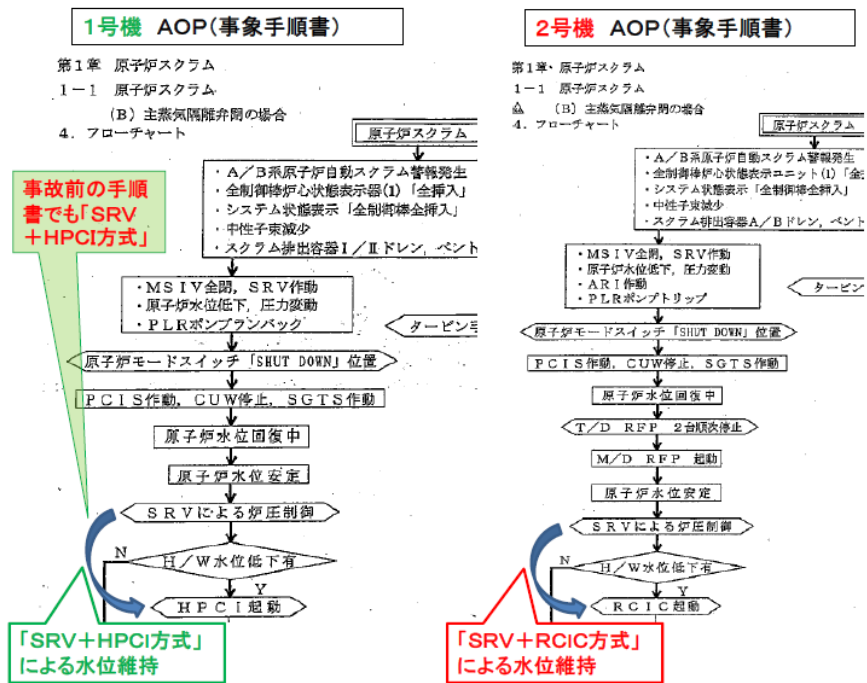 1号機 AOP(事象手順書)
第1章 原子炉スクラム
1-1 原子炉スクラム
(B) 主蒸気隔離弁閉の場合
4. フローチャート
原子炉スクラム
・A/B系原子炉自動スクラム警報発生
・全制御棒炉心状態表示器(1)「全挿入」
・システム状態表示「全制御棒全挿入」
・中性子束減少
・スクラム排出容器Ⅰ/Ⅱドレン,ベント
事故前の手順
書でも「SRV
+HPCI方式」
・MSIV全閉,SRV作動
・原子炉水位低下,圧力変動
・PLRポンプランバック
タービン手
原子炉モードスイッチ「SHUT DOWN」位置
PCIS作動,CUW停止,SGTS作動
原子炉水位回復中
原子炉水位安定
SRVによる炉圧制御
N
H/W水位低下有
Y
HPCI起動
「SRV+HPCI方式」
による水位維持
2号機 AOP(事象手順書)
第1章・原子炉スクラム
1-1 原子炉スクラム
(B) 主蒸気隔離弁閉の場合
4. フローチャート
原子炉スクラム
・A/B系原子炉自動スクラム警報発生
・全制御棒炉心状態表示ユニット(1)「全
・システム状態表示「全制御棒全挿入」
・中性子束減少
・スクラム排出容器A/Bドレン,ベント
・MSIV全閉,SRV作動
・原子炉水位低下,圧力変動
・ARI作動
・PLRポンプトリップ
タービン
原子炉モードスイッチ「SHUT DOWN」位置
PCIS作動,CUW停止,SGTS作動
原子炉水位回復中
T/D RFP 2台順次停止
M/D RFP 起動
原子炉水位安定
SRVによる炉圧制御
N
H/W水位低下有
Y
RCIC起動
「SRV+RCIC方式」
による水位維持